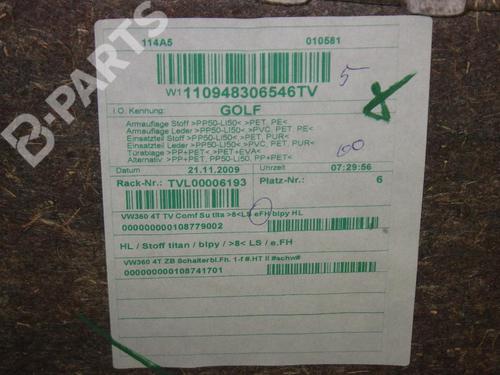 114A5 010581
W1 110948306546TV
I.O. Kennung: GOLF
Armauflage Stoff >PP50-LI50< >PET, PE<
Armauflage Leder >PP50-LI50< >PVC, PET, PE<
Einsatzteil Stoff >PP50-LI50< >PET, PUR<
Einsatzteil Leder >PP50-LI50< >PVC, PET, PUR<
Türablage >PP+PET< >PET+EVA<
Alternativ >PP+PET, PP50-LI50, PP+PET<
Datum 21.11.2009 Uhrzeit 07:29:56
Rack-Nr.: TVL00006193 Platz-Nr.: 6
VW360 4T TV Comf Su tita >8<LS eFH blpy HL
000000000108779002
HL / Stoff titan / blpy / >8< LS / e.FH
VW360 4T ZB Schalterbl.Fh. 1-f #.HT II #schw#
000000000108741701
5
00
B-PARTS